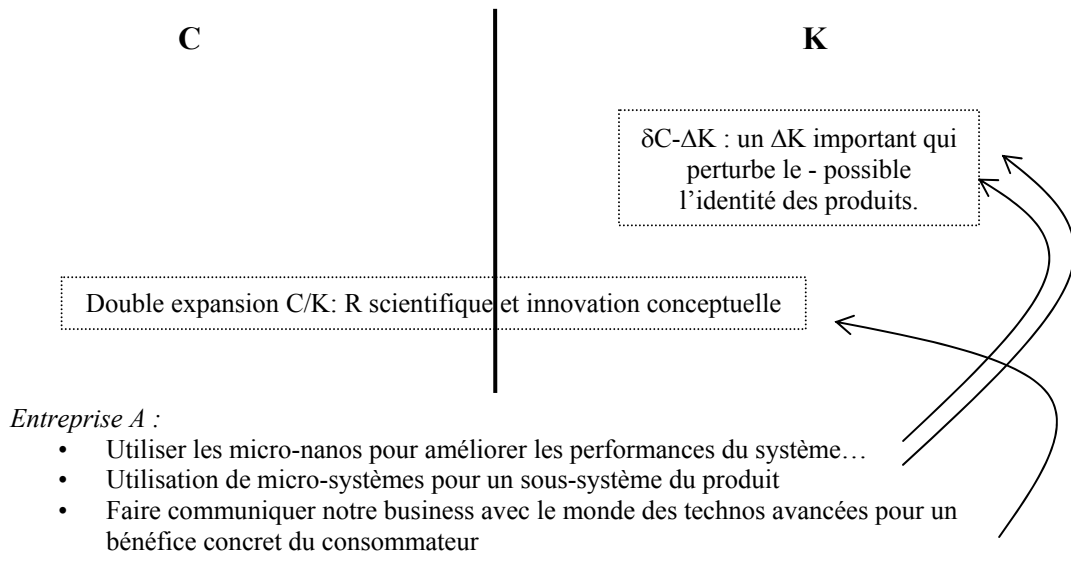 C
K
δC-ΔK : un ΔK important qui
perturbe le - possible
l'identité des produits.
Double expansion C/K: R scientifique et innovation conceptuelle
Entreprise A :
• Utiliser les micro-nanos pour améliorer les performances du système…
• Utilisation de micro-systèmes pour un sous-système du produit
• Faire communiquer notre business avec le monde des technos avancées pour un
bénéfice concret du consommateur